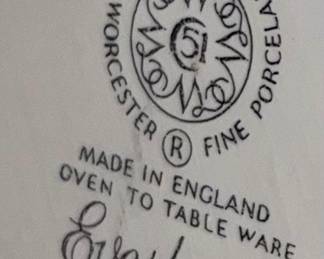 WORCESTER ® FINE PORCELA
51
MADE IN ENGLAND
OVEN TO TABLE WARE